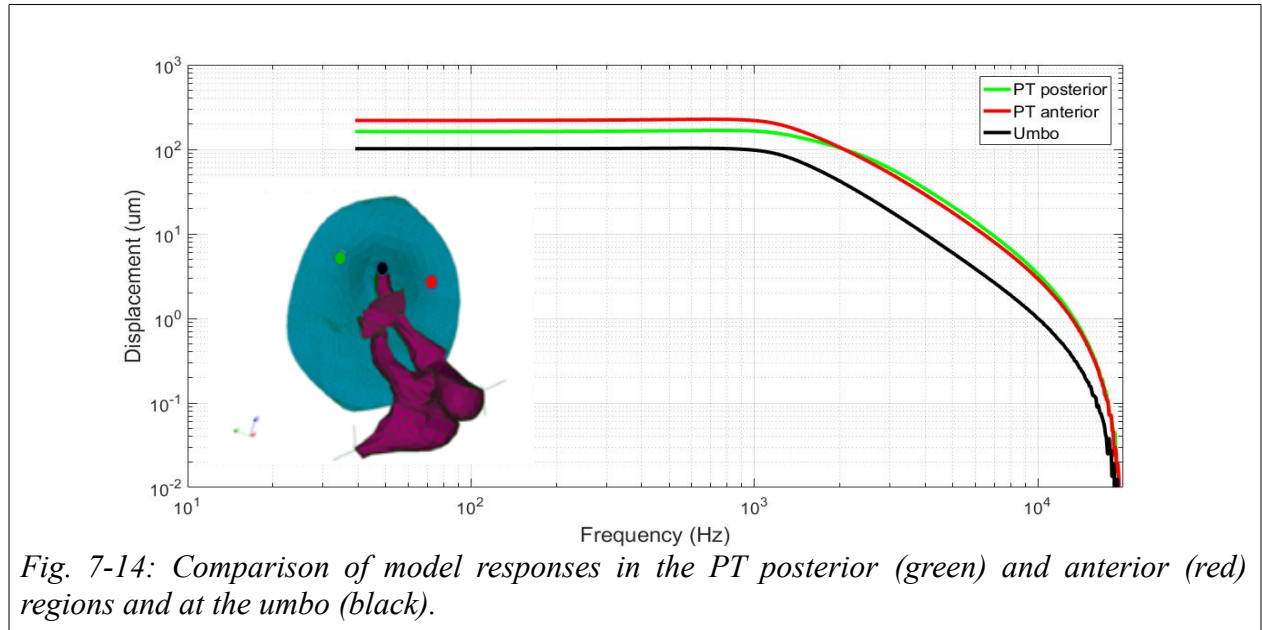 10^3
10^2
10^1
10^0
10^-1
10^-2
Displacement (um)
PT posterior
PT anterior
Umbo
10^1
10^2
10^3
10^4
Frequency (Hz)
Fig. 7-14: Comparison of model responses in the PT posterior (green) and anterior (red)
regions and at the umbo (black).